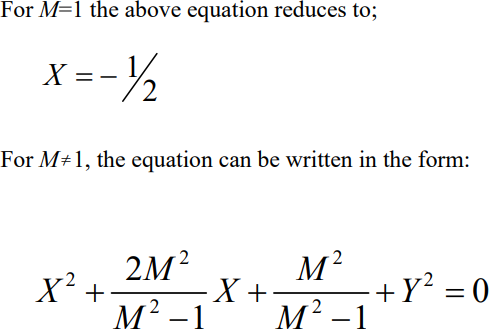 For M=1 the above equation reduces to;
X = – 1/2
For M≠1, the equation can be written in the form:
X² + 2M²/(M² – 1) X + M²/(M² – 1) + Y² = 0